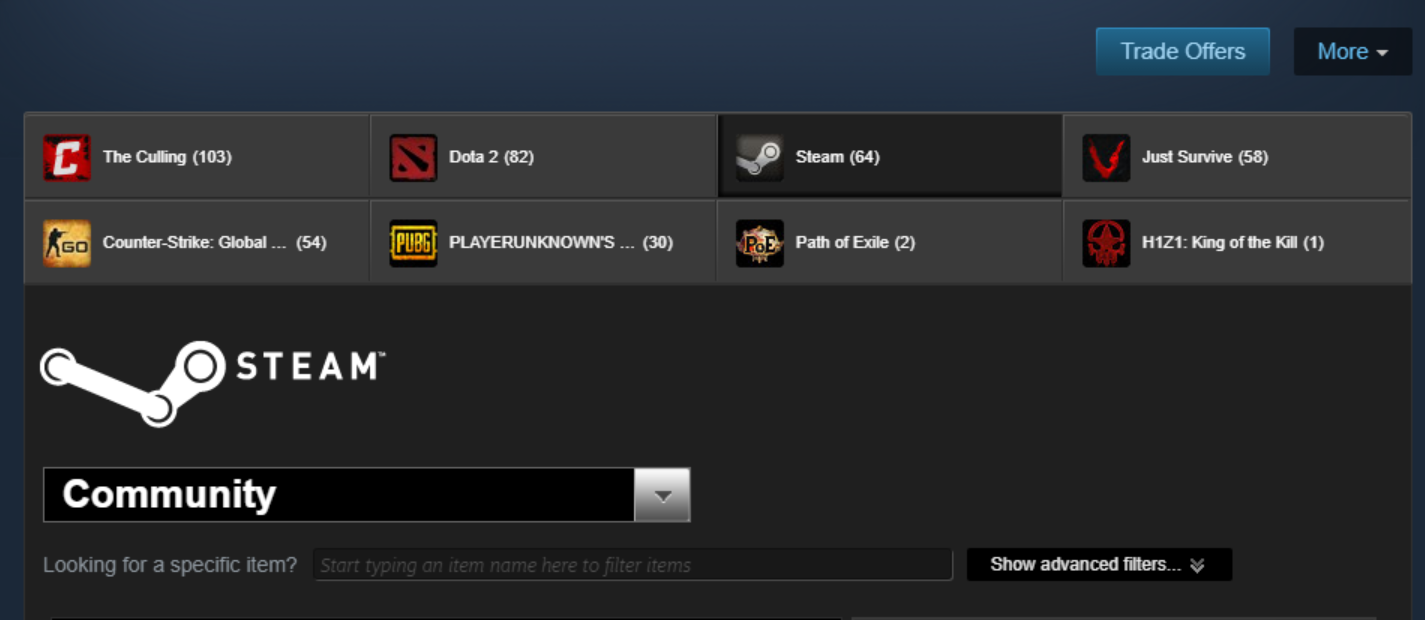 Trade Offers
More
The Culling (103)
Dota 2 (82)
Steam (64)
Just Survive (58)
Counter-Strike: Global ... (54)
PLAYERUNKNOWN'S ... (30)
Path of Exile (2)
H1Z1: King of the Kill (1)
C
GO
PUBG
PoE
STEAM™
Community
Looking for a specific item?
Start typing an item name here to filter items
Show advanced filters...